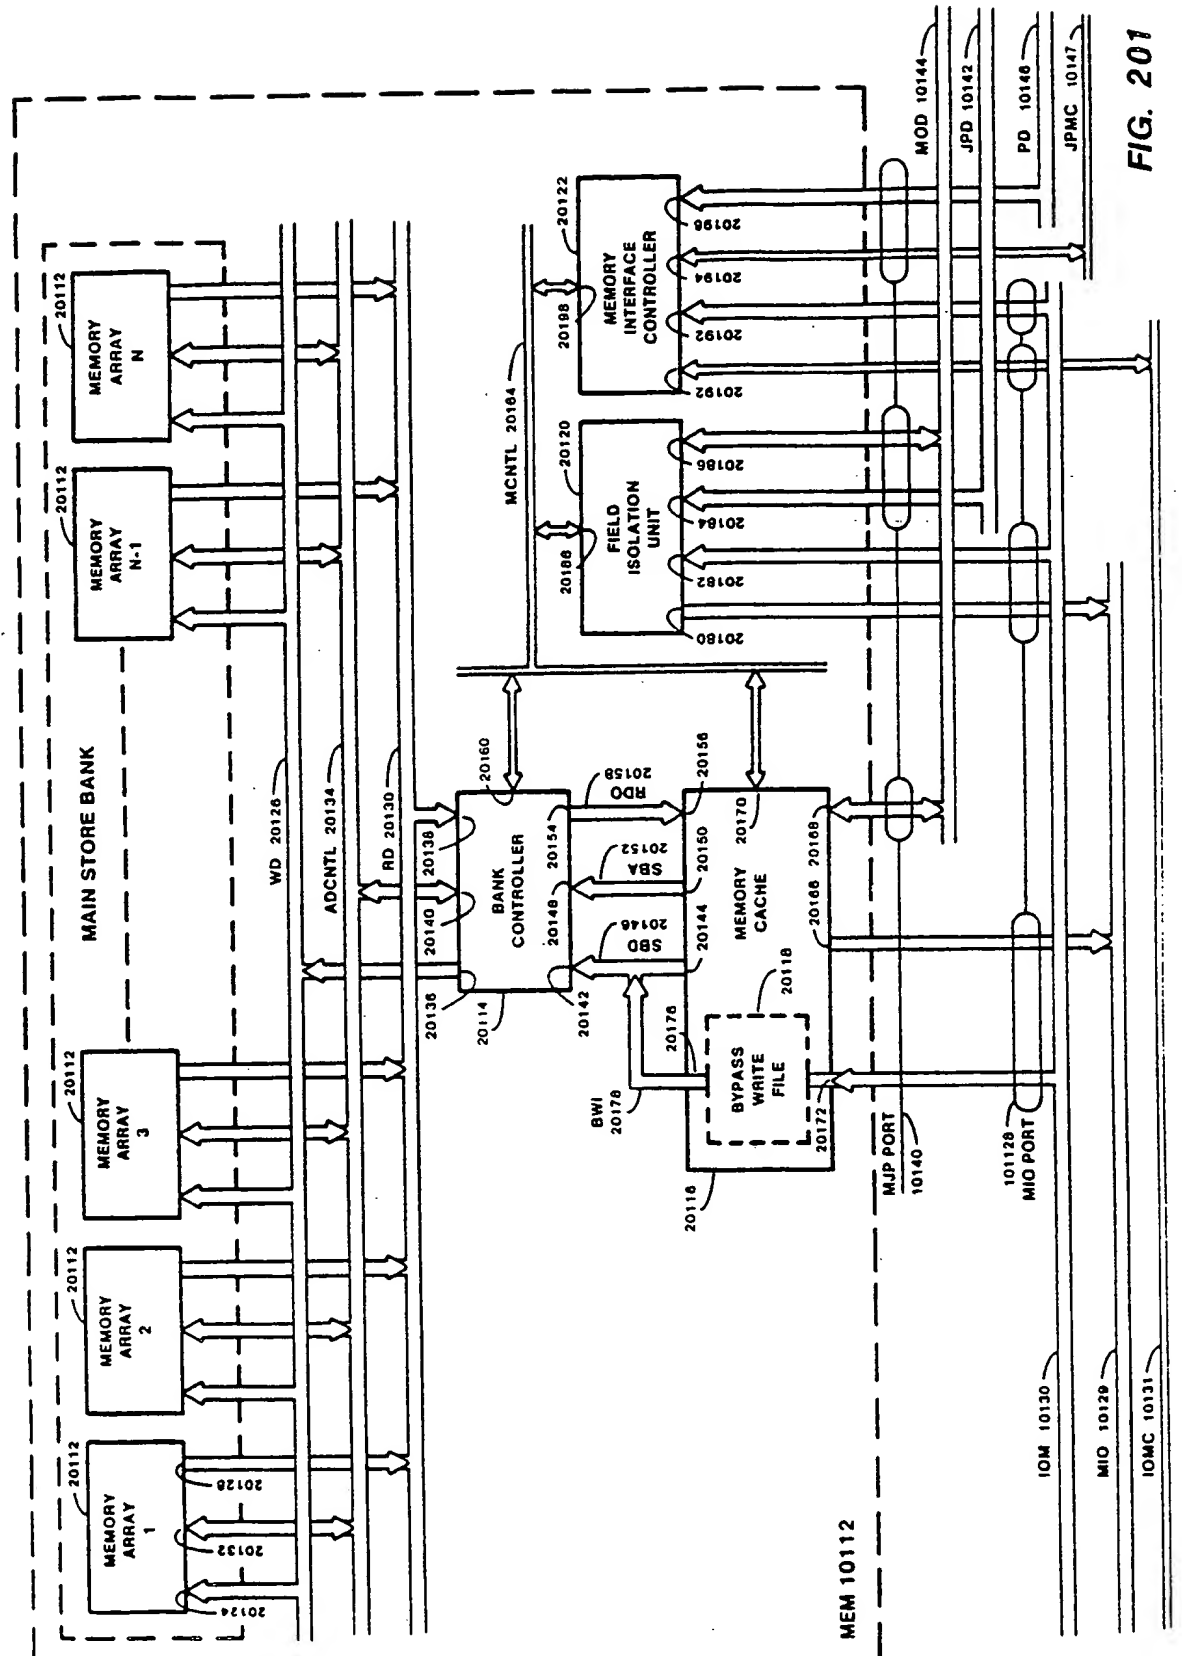 MAIN STORE BANK
20112
MEMORY
ARRAY
1
20124
20132
20128
20112
MEMORY
ARRAY
2
20112
MEMORY
ARRAY
3
20112
MEMORY
ARRAY
N-1
20112
MEMORY
ARRAY
N
WD 20126
ADCNTL 20134
RD 20130
20136
20140
20138
20114
BANK
CONTROLLER
20160
20142
20148
20154
SBD
20146
SBA
20152
RDO
20158
BWI
20178
20176
20144
20150
20156
20116
MEMORY
CACHE
BYPASS
WRITE
FILE
20118
20170
20172
20166
20168
MCNTL 20164
20188
FIELD
ISOLATION
UNIT
20120
20180
20182
20184
20186
20198
MEMORY
INTERFACE
CONTROLLER
20122
20192
20192
20194
20196
MEM 10112
MJP PORT
10140
101128
MIO PORT
MOD 10144
JPD 10142
PD 10146
JPMC 10147
IOM 10130
MIO 10129
IOMC 10131
FIG. 201